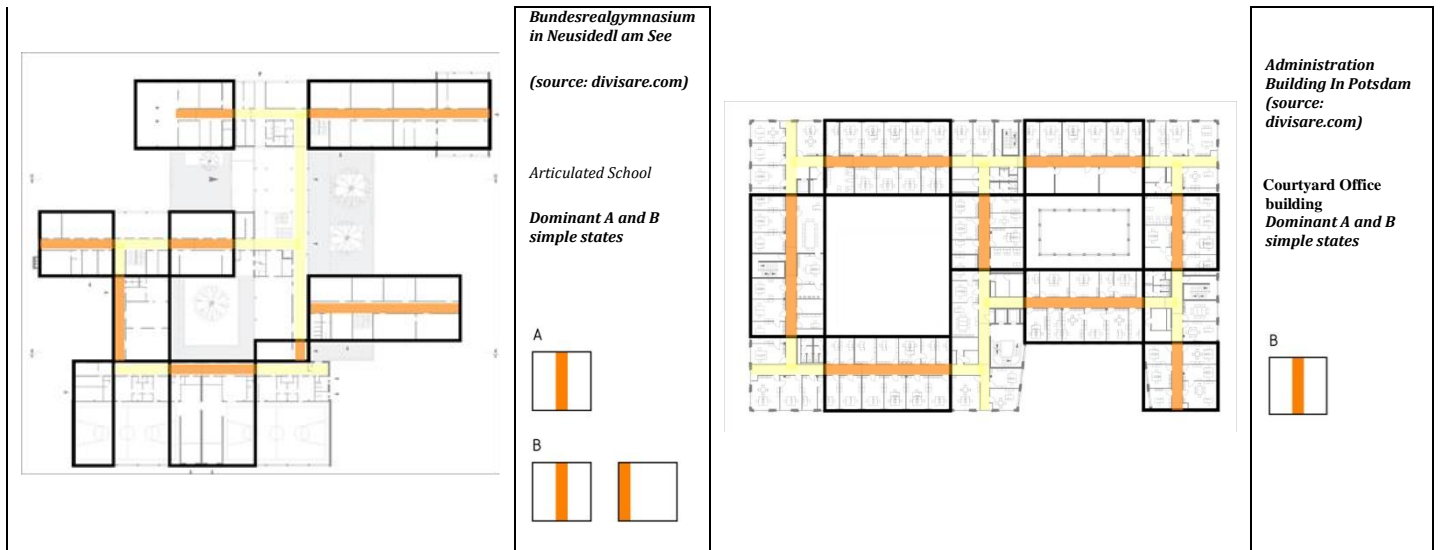 Bundesrealgymnasium
in Neusidedl am See
(source: divisare.com)
Articulated School
Dominant A and B
simple states
A
B
Administration
Building In Potsdam
(source:
divisare.com)
Courtyard Office
building
Dominant A and B
simple states
B